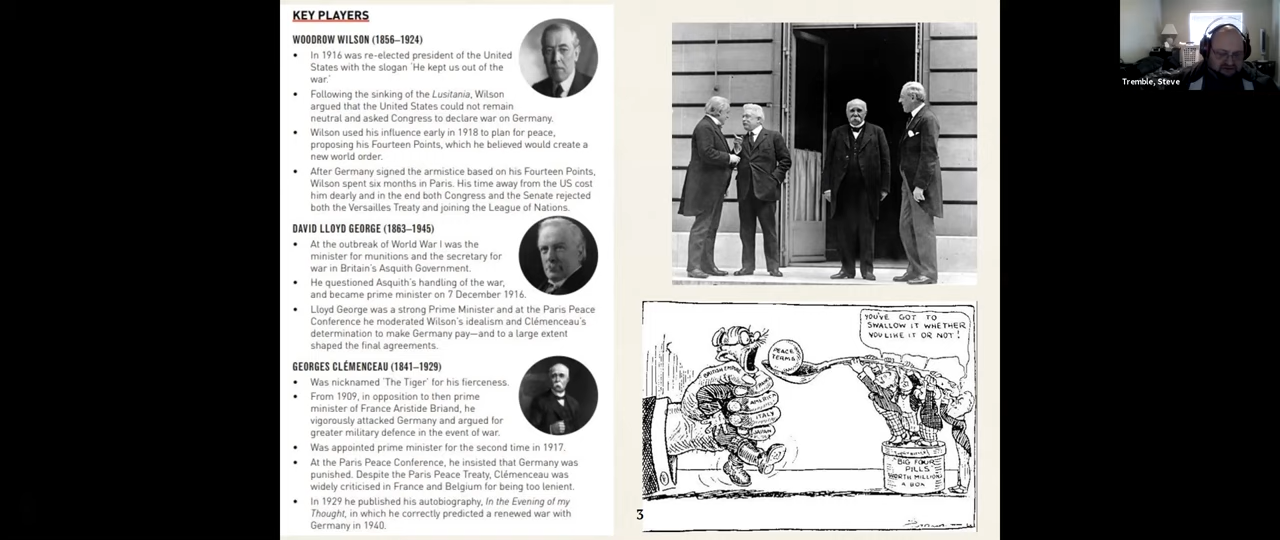 KEY PLAYERS
WOODROW WILSON (1856–1924)
• In 1916 was re-elected president of the United
States with the slogan 'He kept us out of the
war.'
• Following the sinking of the Lusitania, Wilson
argued that the United States could not remain
neutral and asked Congress to declare war on Germany.
• Wilson used his influence early in 1918 to plan for peace,
proposing his Fourteen Points, which he believed would create a
new world order.
• After Germany signed the armistice based on his Fourteen Points,
Wilson spent six months in Paris. His time away from the US cost
him dearly and in the end both Congress and the Senate rejected
both the Versailles Treaty and joining the League of Nations.
DAVID LLOYD GEORGE (1863–1945)
• At the outbreak of World War I was the
minister for munitions and the secretary for
war in Britain's Asquith Government.
• He questioned Asquith's handling of the war,
and became prime minister on 7 December 1916.
• Lloyd George was a strong Prime Minister and at the Paris Peace
Conference he moderated Wilson's idealism and Clémenceau's
determination to make Germany pay—and to a large extent
shaped the final agreements.
GEORGES CLÉMENCEAU (1841–1929)
• Was nicknamed 'The Tiger' for his fierceness.
• From 1909, in opposition to then prime
minister of France Aristide Briand, he
vigorously attacked Germany and argued for
greater military defence in the event of war.
• Was appointed prime minister for the second time in 1917.
• At the Paris Peace Conference, he insisted that Germany was
punished. Despite the Paris Peace Treaty, Clémenceau was
widely criticised in France and Belgium for being too lenient.
• In 1929 he published his autobiography, In the Evening of my
Thought, in which he correctly predicted a renewed war with
Germany in 1940.
YOU'VE GOT TO
SWALLOW IT WHETHER
YOU LIKE IT OR NOT!
PEACE
TERMS
BRITISH EMPIRE
AMERICA
ITALY
JAPAN
"BIG FOUR
PILLS"
WORTH MILLIONS
A BOX
3
Tremble, Steve